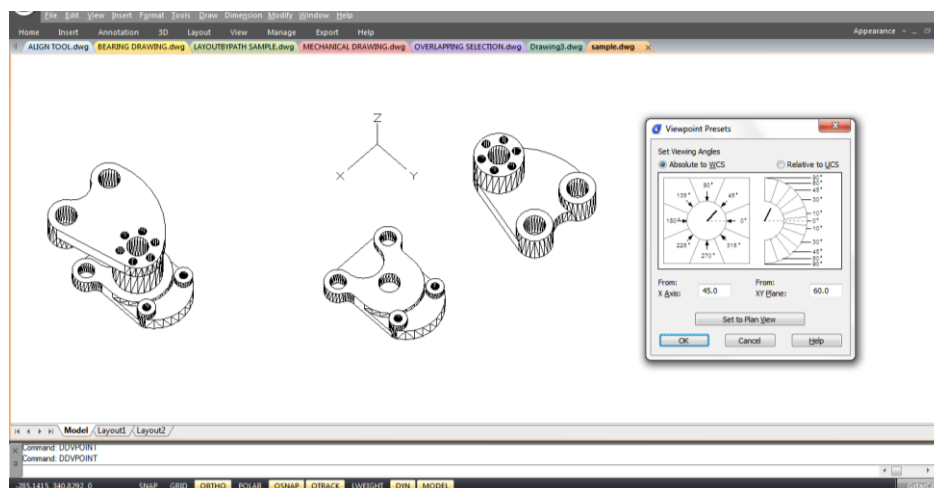 File Edit View Insert Format Tools Draw Dimension Modify Window Help
Home Insert Annotation 3D Layout View Manage Export Help Appearance
ALIGN TOOL.dwg BEARING DRAWING.dwg LAYOUTBYPATH SAMPLE.dwg MECHANICAL DRAWING.dwg OVERLAPPING SELECTION.dwg Drawing3.dwg sample.dwg
Z
X
Y
Viewpoint Presets
Set Viewing Angles
Absolute to WCS Relative to UCS
90°
135° 45°
180° 0°
225° 315°
270°
90°
60°
45°
30°
10°
0°
-10°
-30°
45°
60°
90°
From: From:
X Axis: 45.0 XY Plane: 60.0
Set to Plan View
OK Cancel Help
Model Layout1 Layout2
Command: DDVPOINT
Command: DDVPOINT
-285.1415, 340.8292, 0 SNAP GRID ORTHO POLAR OSNAP OTRACK LWEIGHT DYN MODEL